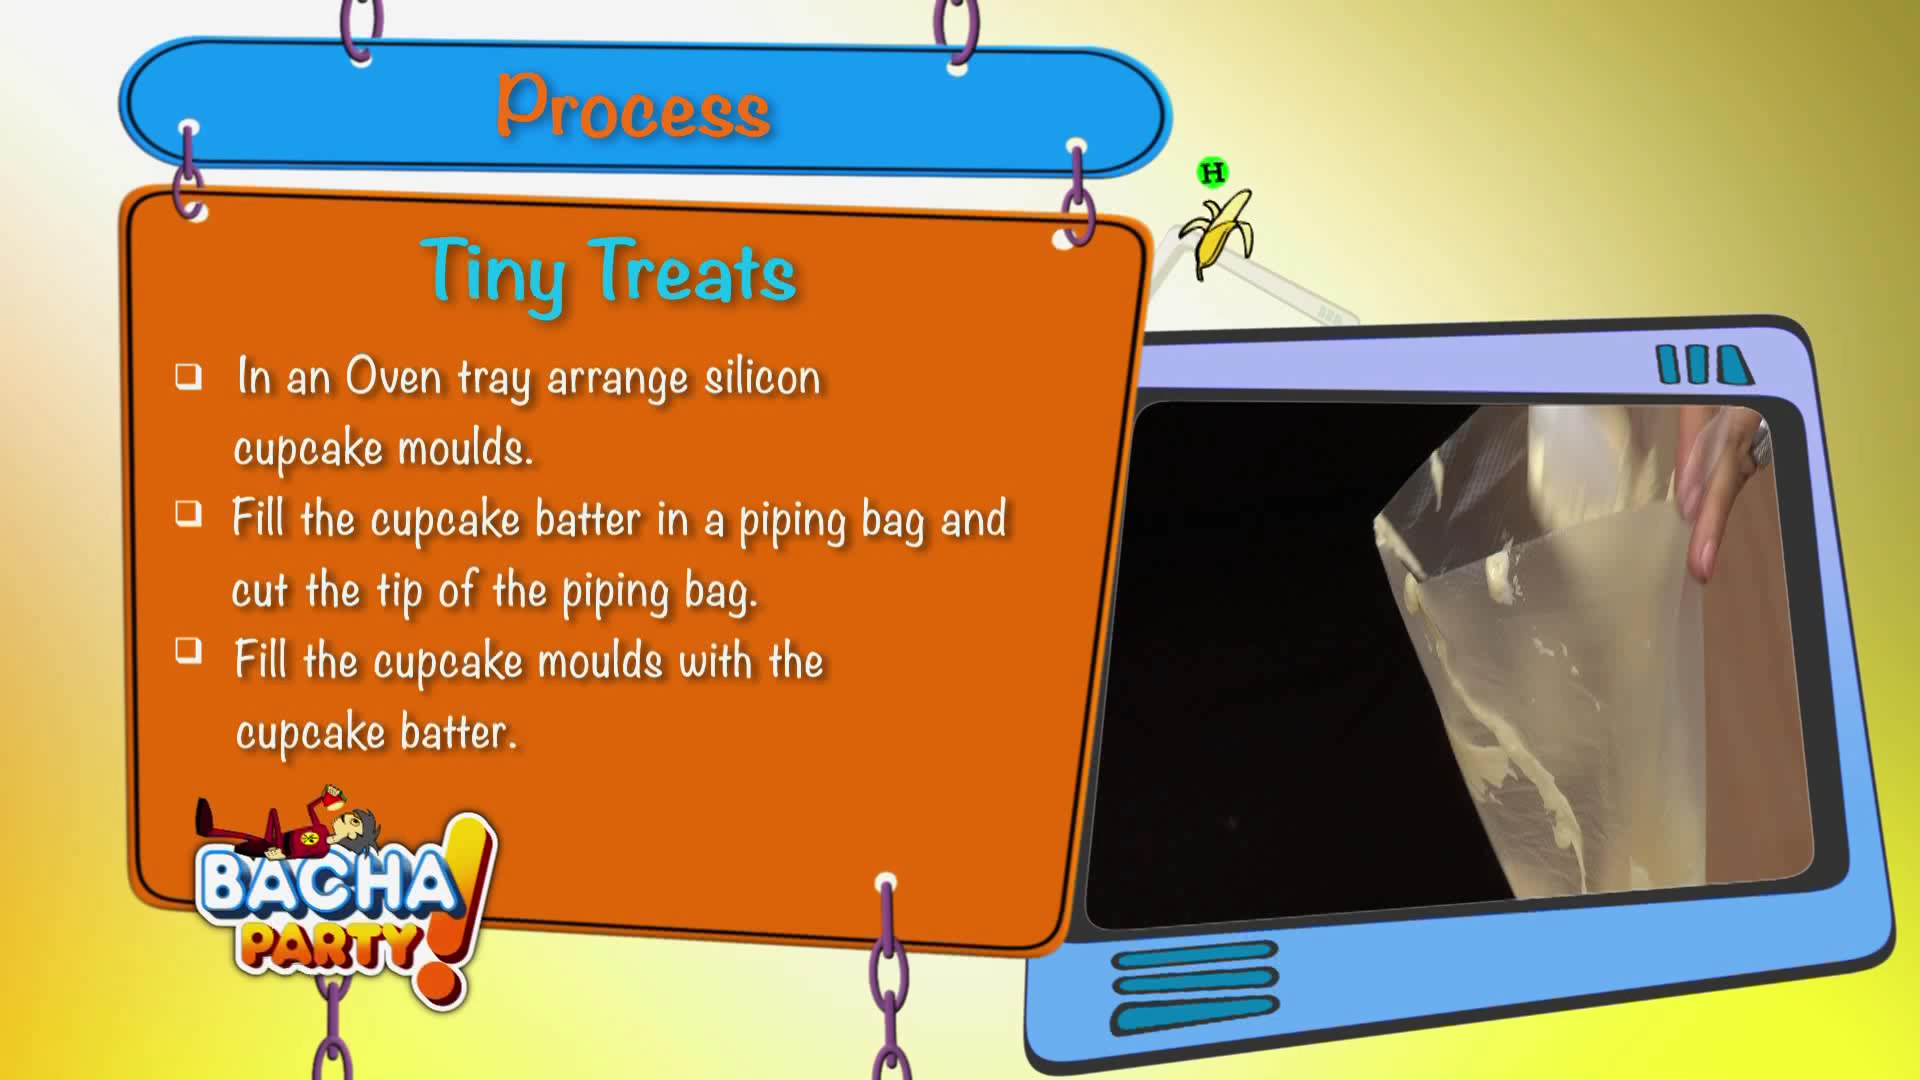 Process
H
Tiny Treats
In an Oven tray arrange silicon
cupcake moulds.
Fill the cupcake batter in a piping bag and
cut the tip of the piping bag.
Fill the cupcake moulds with the
cupcake batter.
BACHA
PARTY!